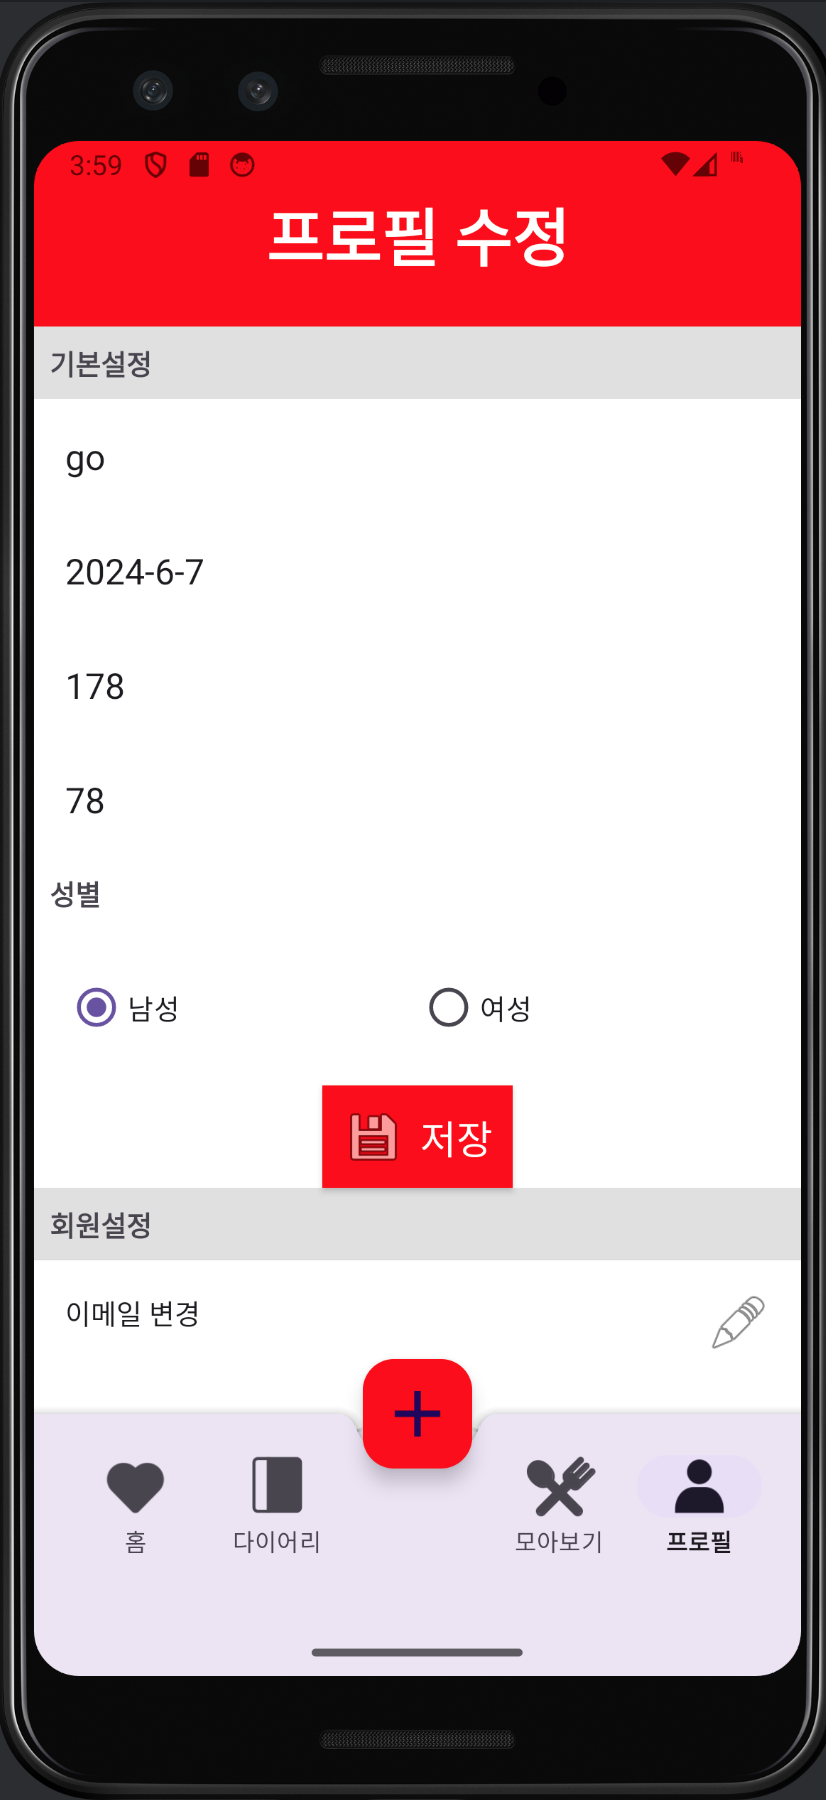 3:59
프로필 수정
기본설정
go
2024-6-7
178
78
성별
남성 여성
저장
회원설정
이메일 변경
홈 다이어리 모아보기 프로필